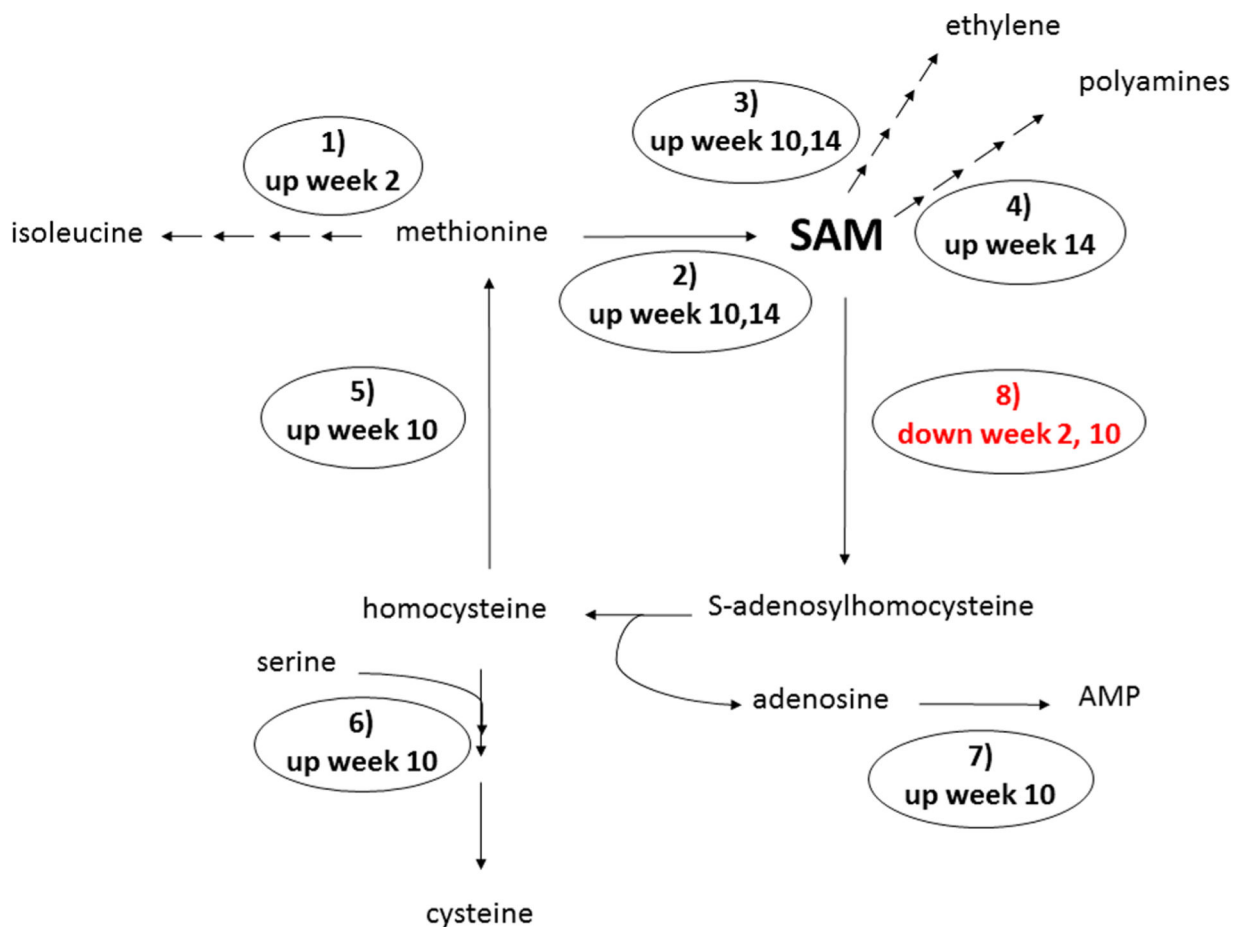 ethylene
polyamines
3)
up week 10,14
1)
up week 2
4)
up week 14
isoleucine
methionine
SAM
2)
up week 10,14
5)
up week 10
8)
down week 2, 10
homocysteine
S-adenosylhomocysteine
serine
adenosine
AMP
6)
up week 10
7)
up week 10
cysteine